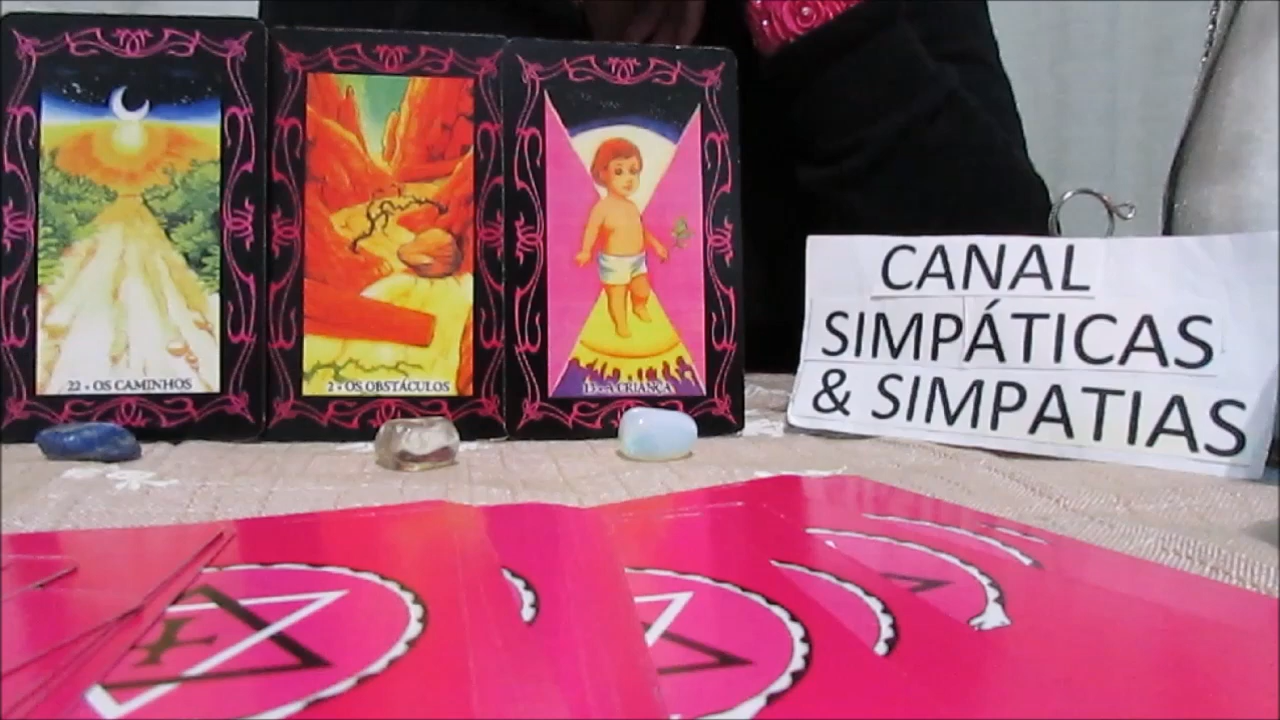 22 - OS CAMINHOS
2 - OS OBSTÁCULOS
13 - A CRIANÇA
CANAL
SIMPÁTICAS
& SIMPATIAS